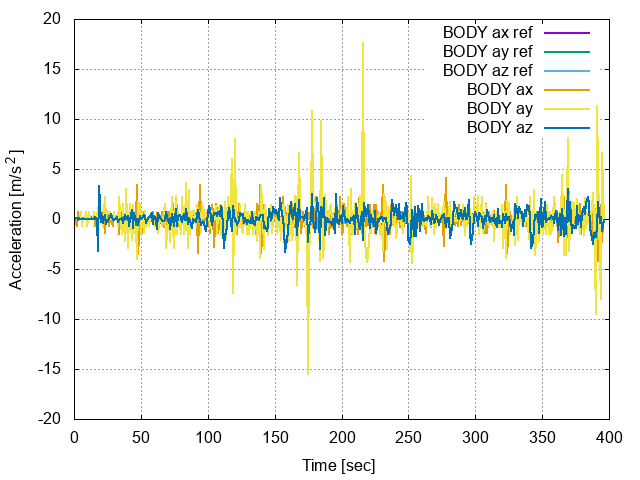 20
15
10
5
0
-5
-10
-15
-20
Acceleration [m/s²]
BODY ax ref
BODY ay ref
BODY az ref
BODY ax
BODY ay
BODY az
0 50 100 150 200 250 300 350 400
Time [sec]